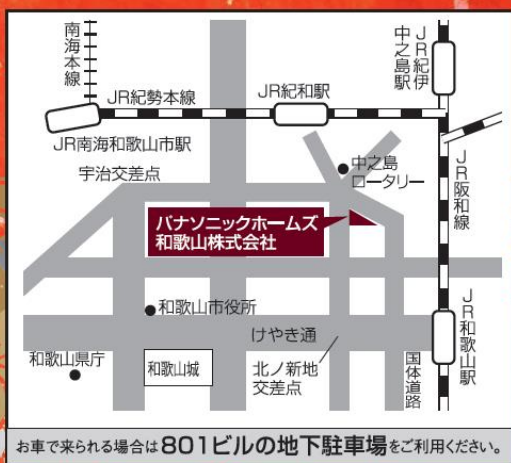 南海本線
JR紀勢本線
JR紀和駅
JR紀伊
中之島駅
JR南海和歌山市駅
宇治交差点
中之島
ロータリー
JR阪和線
パナソニックホームズ
和歌山株式会社
和歌山市役所
けやき通
和歌山県庁
和歌山城
北ノ新地
交差点
国体道路
JR和歌山駅
お車で来られる場合は801ビルの地下駐車場をご利用ください。